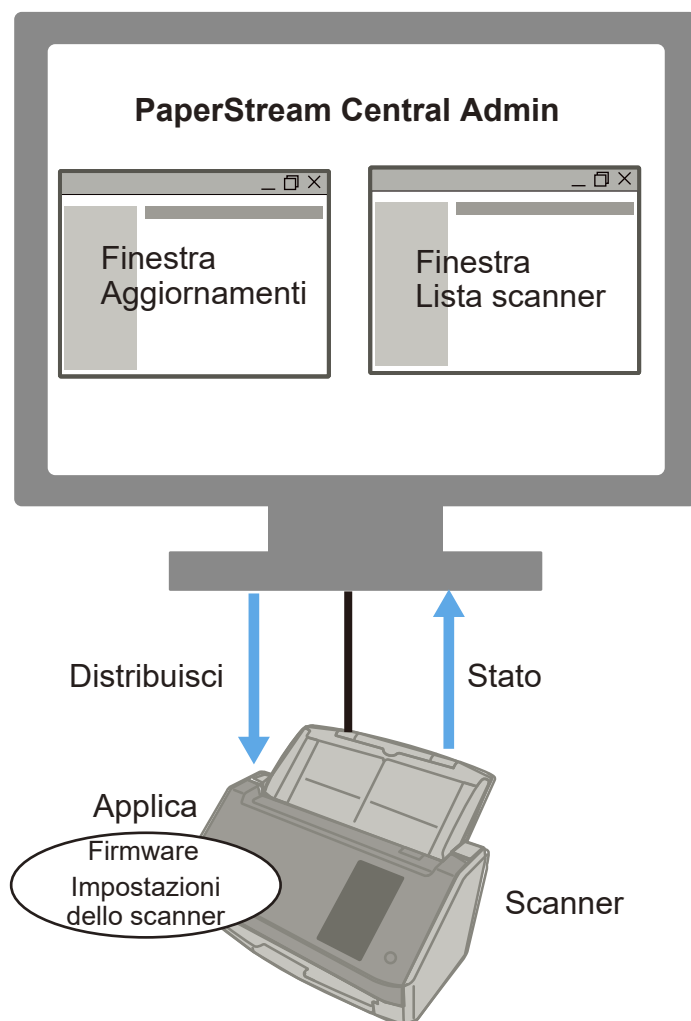 PaperStream Central Admin
Finestra
Aggiornamenti
Finestra
Lista scanner
Distribuisci
Stato
Applica
Firmware
Impostazioni
dello scanner
Scanner